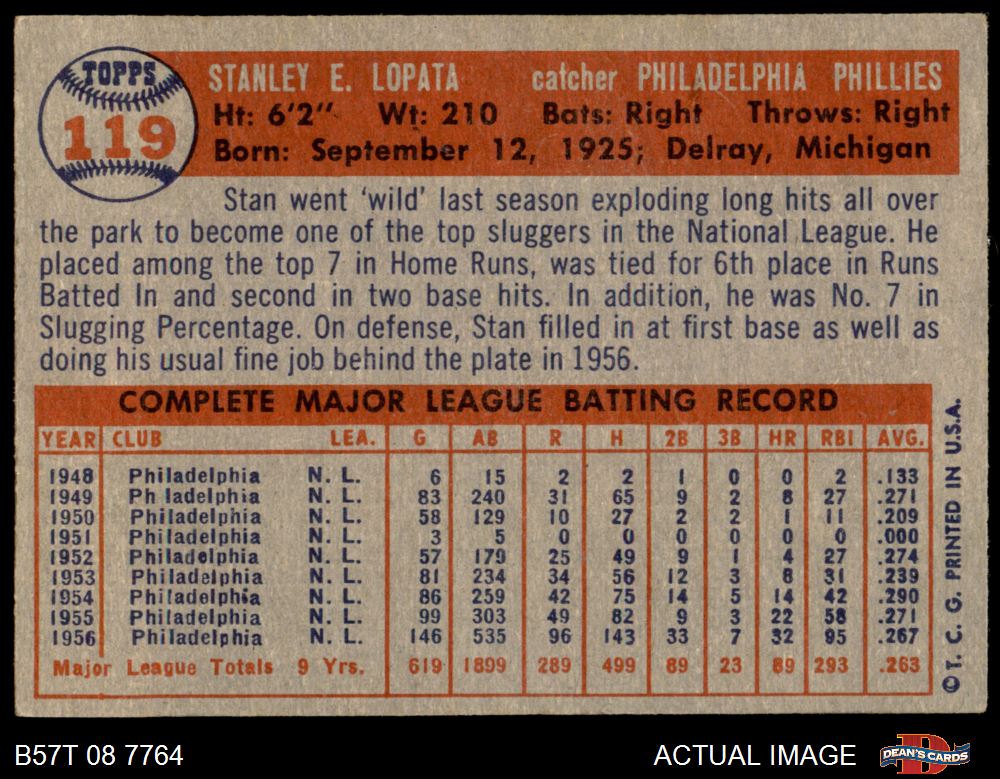 TOPPS
119
STANLEY E. LOPATA catcher PHILADELPHIA PHILLIES
Ht: 6'2" Wt: 210 Bats: Right Throws: Right
Born: September 12, 1925; Delray, Michigan
Stan went 'wild' last season exploding long hits all over
the park to become one of the top sluggers in the National League. He
placed among the top 7 in Home Runs, was tied for 6th place in Runs
Batted In and second in two base hits. In addition, he was No. 7 in
Slugging Percentage. On defense, Stan filled in at first base as well as
doing his usual fine job behind the plate in 1956.
COMPLETE MAJOR LEAGUE BATTING RECORD
YEAR CLUB LEA. G AB R H 2B 3B HR RBI AVG.
1948 Philadelphia N. L. 6 15 2 2 1 0 0 2 .133
1949 Ph ladelphia N. L. 83 240 31 65 9 2 8 27 .271
1950 Philadelphia N. L. 58 129 10 27 2 2 1 11 .209
1951 Philadelphia N. L. 3 5 0 0 0 0 0 0 .000
1952 Philadelphia N. L. 57 179 25 49 9 1 4 27 .274
1953 Philadelphia N. L. 81 234 34 56 12 3 8 31 .239
1954 Philadelphia N. L. 86 259 42 75 14 5 14 42 .290
1955 Philadelphia N. L. 99 303 49 82 9 3 22 58 .271
1956 Philadelphia N. L. 146 535 96 143 33 7 32 95 .267
Major League Totals 9 Yrs. 619 1899 289 499 89 23 89 293 .263
©T. C. G. PRINTED IN U.S.A.
B57T 08 7764 ACTUAL IMAGE DEAN'S CARDS